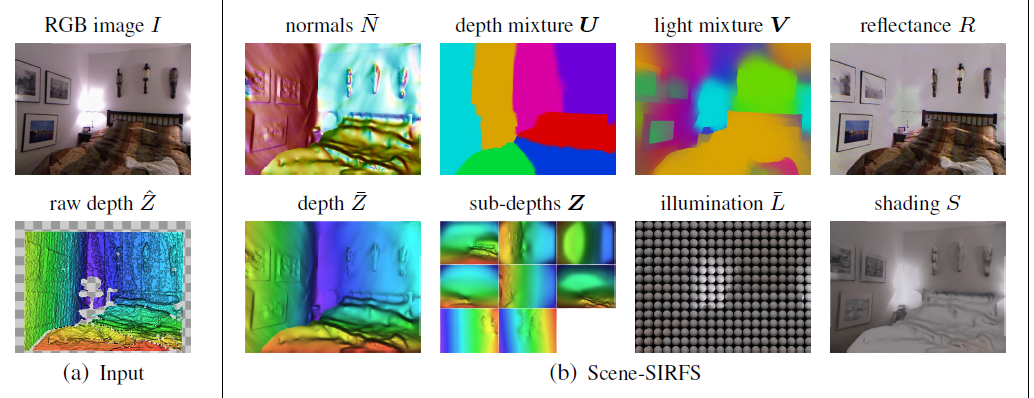 RGB image I
normals N̄
depth mixture U
light mixture V
reflectance R
raw depth Ẑ
depth Z̄
sub-depths Z
illumination L̄
shading S
(a) Input
(b) Scene-SIRFS